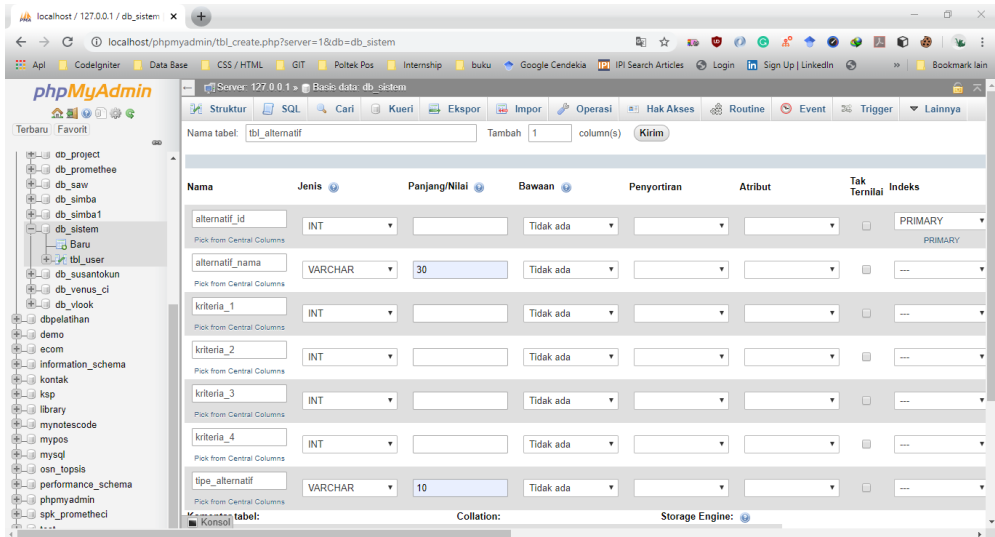 localhost / 127.0.0.1 / db_sistem
localhost/phpmyadmin/tbl_create.php?server=1&db=db_sistem
Apl CodeIgniter Data Base CSS / HTML GIT Poltek Pos Internship buku Google Cendekia IPI Search Articles Login Sign Up | LinkedIn » Bookmark lain
phpMyAdmin
Terbaru Favorit
db_project
db_promethee
db_saw
db_simba
db_simba1
db_sistem
Baru
tbl_user
db_susantokun
db_venus_ci
db_vlook
dbpelatihan
demo
ecom
information_schema
kontak
ksp
library
mynotescode
mypos
mysql
osn_topsis
performance_schema
phpmyadmin
spk_prometheci
Server: 127.0.0.1 » Basis data: db_sistem
Struktur SQL Cari Kueri Ekspor Impor Operasi Hak Akses Routine Event Trigger Lainnya
Nama tabel: tbl_alternatif Tambah 1 column(s) Kirim
Nama Jenis Panjang/Nilai Bawaan Penyortiran Atribut Tak Ternilai Indeks
alternatif_id INT Tidak ada PRIMARY
Pick from Central Columns PRIMARY
alternatif_nama VARCHAR 30 Tidak ada ---
Pick from Central Columns
kriteria_1 INT Tidak ada ---
Pick from Central Columns
kriteria_2 INT Tidak ada ---
Pick from Central Columns
kriteria_3 INT Tidak ada ---
Pick from Central Columns
kriteria_4 INT Tidak ada ---
Pick from Central Columns
tipe_alternatif VARCHAR 10 Tidak ada ---
Pick from Central Columns
tabel: Collation: Storage Engine:
Konsol